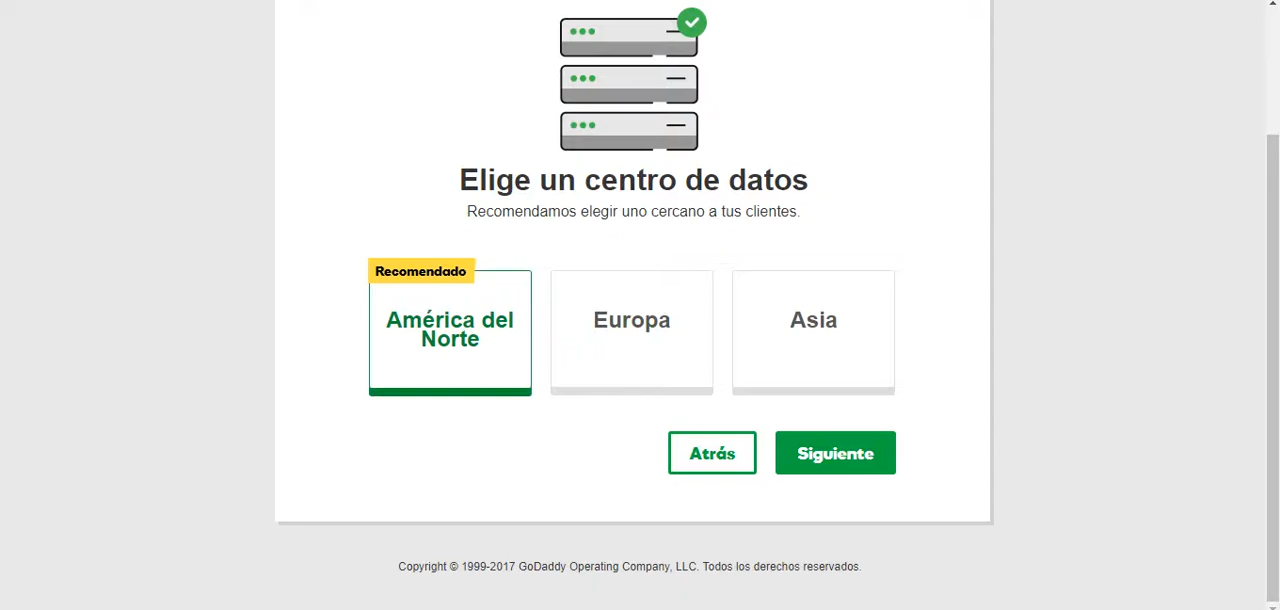 Elige un centro de datos
Recomendamos elegir uno cercano a tus clientes.
Recomendado
América del
Norte
Europa
Asia
Atrás
Siguiente
Copyright © 1999-2017 GoDaddy Operating Company, LLC. Todos los derechos reservados.